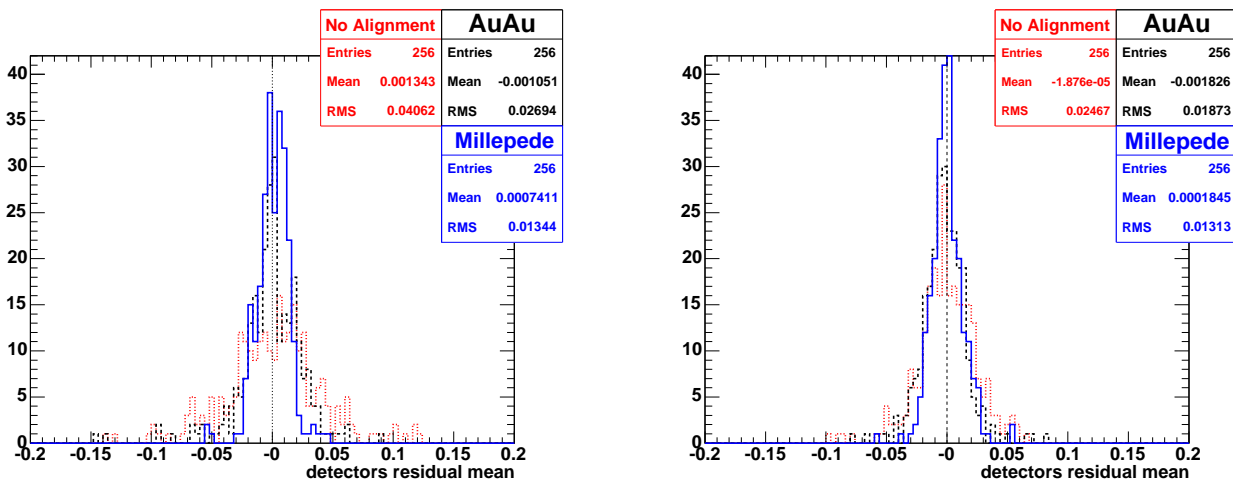 No Alignment
Entries 256
Mean 0.001343
RMS 0.04062
AuAu
Entries 256
Mean -0.001051
RMS 0.02694
Millepede
Entries 256
Mean 0.0007411
RMS 0.01344
40
35
30
25
20
15
10
5
0
-0.2 -0.15 -0.1 -0.05 -0 0.05 0.1 0.15 0.2
detectors residual mean
No Alignment
Entries 256
Mean -1.876e-05
RMS 0.02467
AuAu
Entries 256
Mean -0.001826
RMS 0.01873
Millepede
Entries 256
Mean 0.0001845
RMS 0.01313
40
35
30
25
20
15
10
5
0
-0.2 -0.15 -0.1 -0.05 -0 0.05 0.1 0.15 0.2
detectors residual mean